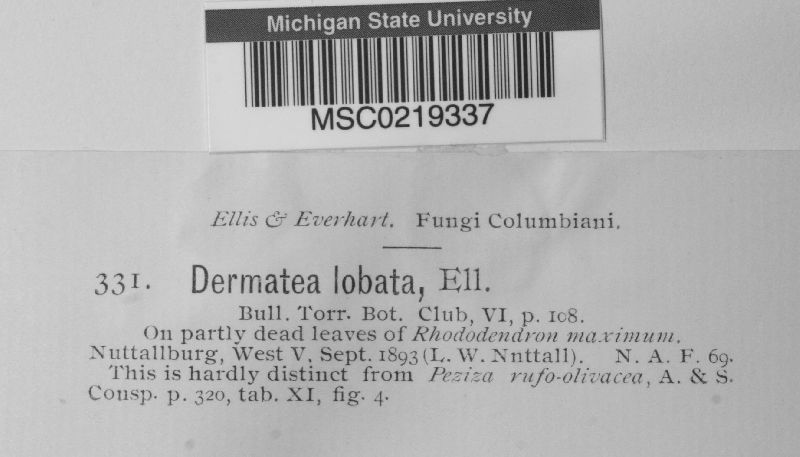 Michigan State University
MSC0219337
Ellis & Everhart. Fungi Columbiani.
331. Dermatea lobata, Ell.
Bull. Torr. Bot. Club, VI, p. 108.
On partly dead leaves of Rhododendron maximum.
Nuttallburg, West V. Sept. 1893 (L. W. Nnttall). N. A. F. 69.
This is hardly distinct from Peziza rufo-olivacea, A. & S.
Consp. p. 320, tab. XI, fig. 4.